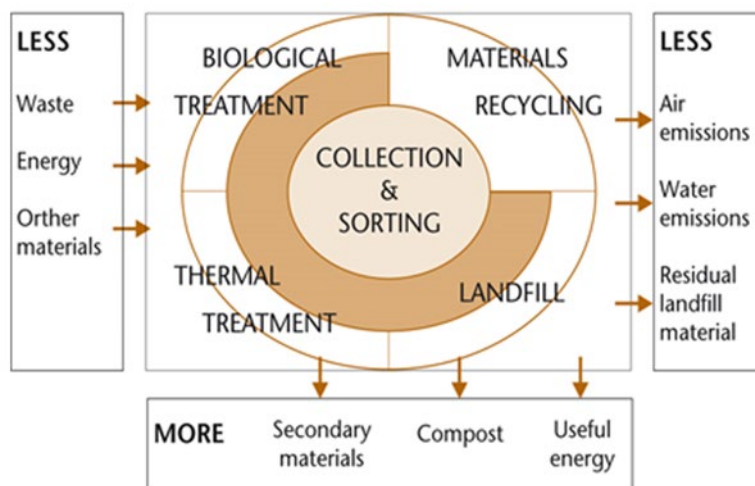 LESS
Waste
Energy
Orther
materials
BIOLOGICAL
TREATMENT
MATERIALS
RECYCLING
COLLECTION
&
SORTING
THERMAL
TREATMENT
LANDFILL
LESS
Air
emissions
Water
emissions
Residual
landfill
material
MORE
Secondary
materials
Compost
Useful
energy